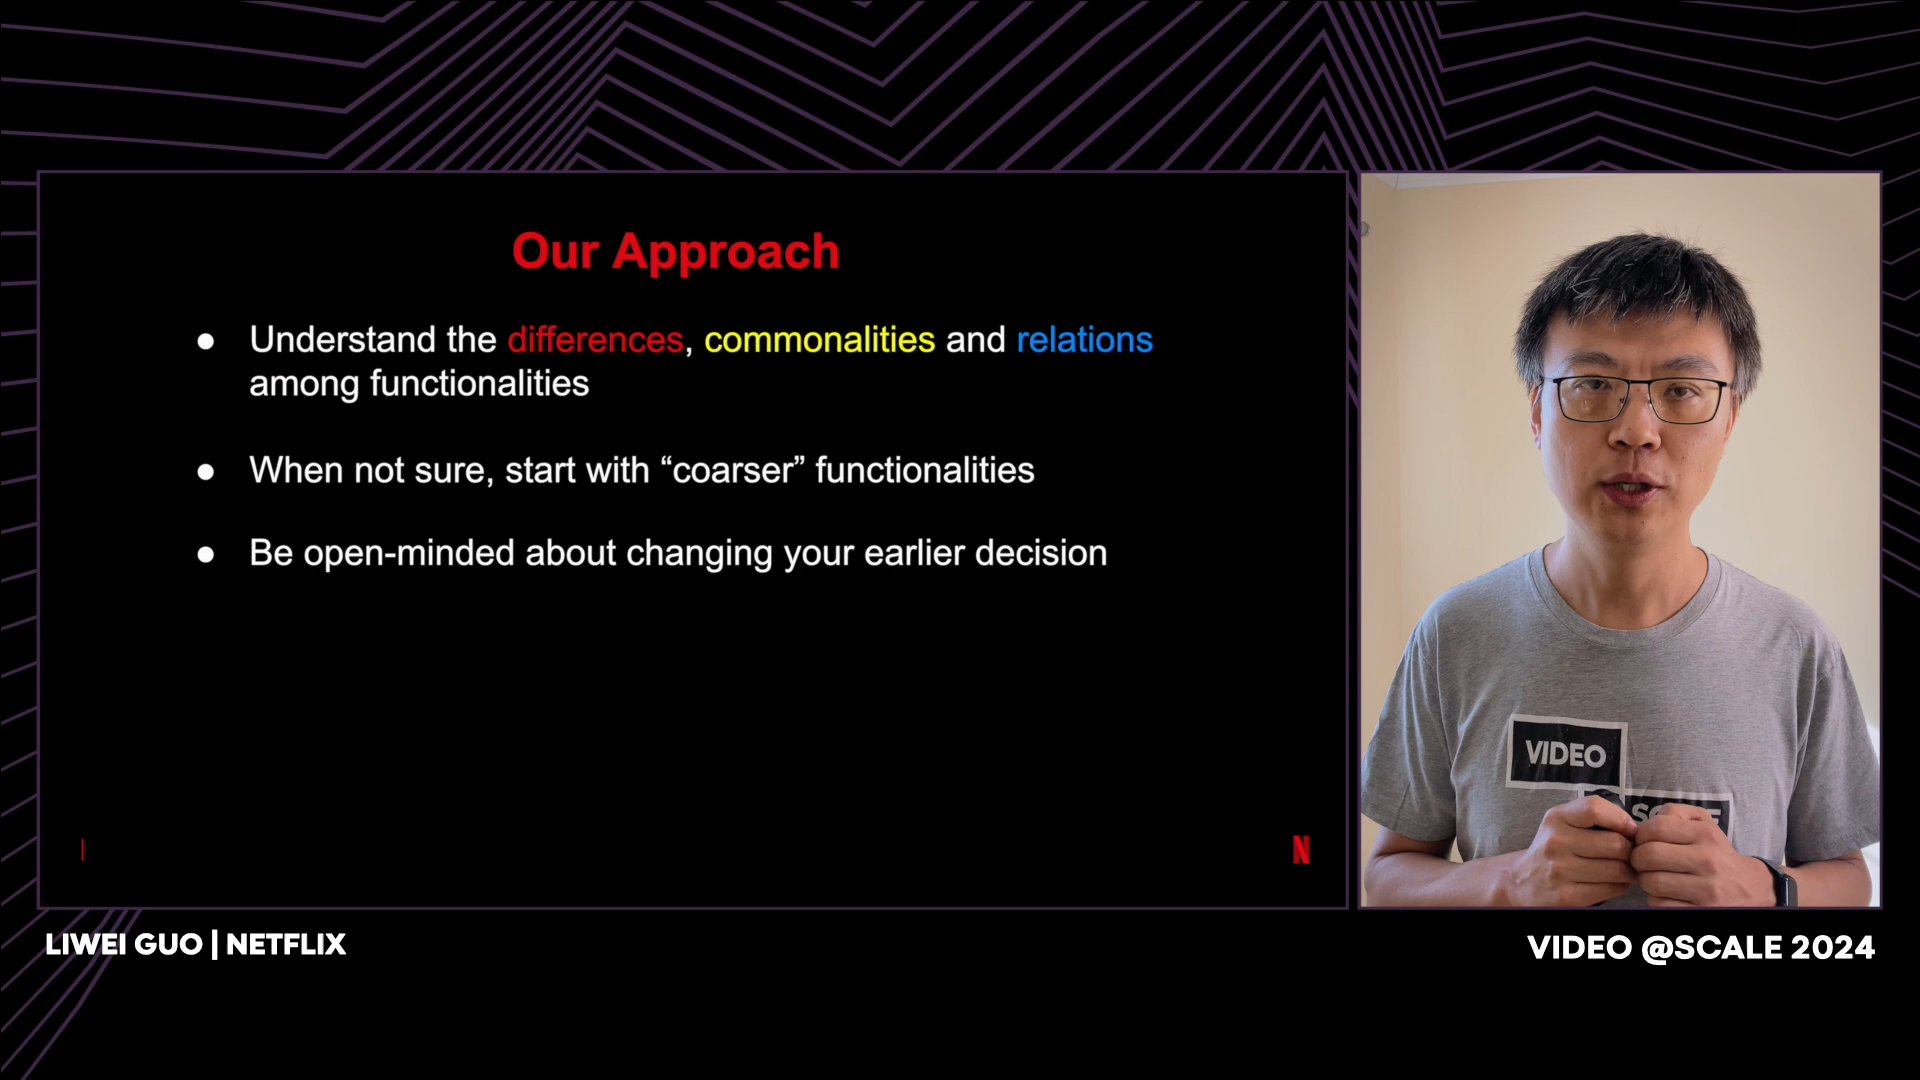 Our Approach
● Understand the differences, commonalities and relations
among functionalities
● When not sure, start with “coarser” functionalities
● Be open-minded about changing your earlier decision
N
VIDEO
LIWEI GUO | NETFLIX
VIDEO @SCALE 2024